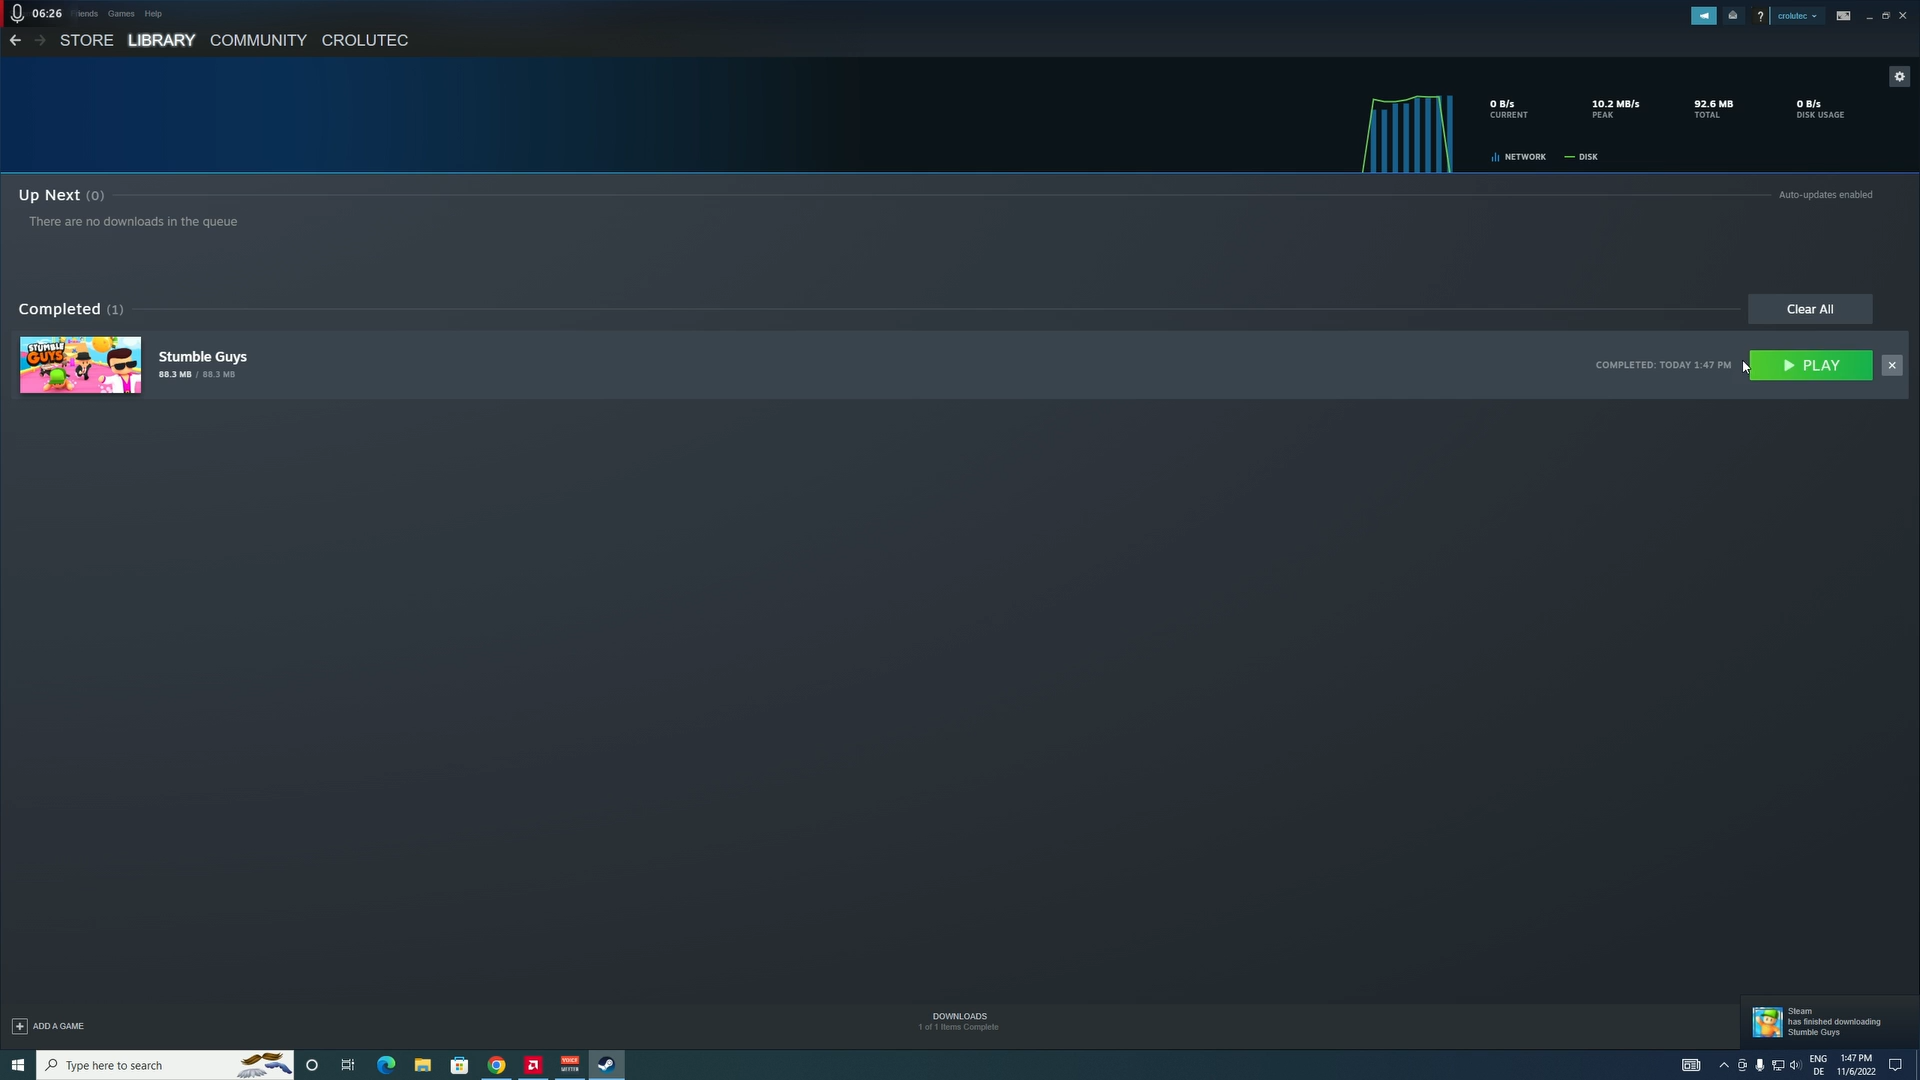 06:26 iends Games Help
crolutec
STORE LIBRARY COMMUNITY CROLUTEC
0 B/s 10.2 MB/s 92.6 MB 0 B/s
CURRENT PEAK TOTAL DISK USAGE
NETWORK DISK
Up Next (0)
Auto-updates enabled
There are no downloads in the queue
Completed (1)
Clear All
STUMBLE
GUYS
Stumble Guys
88.3 MB / 88.3 MB
COMPLETED: TODAY 1:47 PM
PLAY
ADD A GAME
DOWNLOADS
1 of 1 Items Complete
Steam
has finished downloading
Stumble Guys
Type here to search
VOICE
MEETER
ENG
DE
1:47 PM
11/6/2022